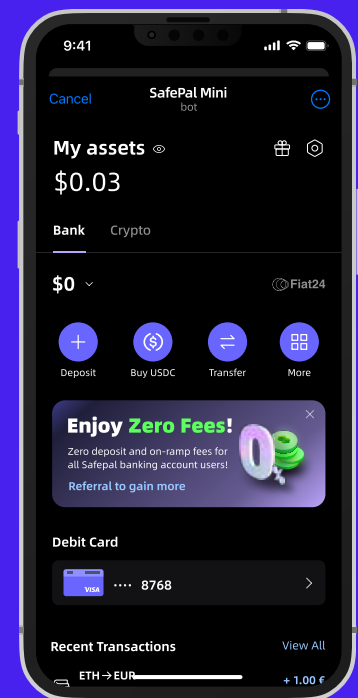 9:41
Cancel
SafePal Mini
bot
My assets
$0.03
Bank
Crypto
$0
Fiat24
Deposit
Buy USDC
Transfer
More
Enjoy Zero Fees!
Zero deposit and on-ramp fees for
all Safepal banking account users!
Referral to gain more
0%
Debit Card
VISA
•••• 8768
Recent Transactions
View All
ETH→EUR
+ 1.00 €